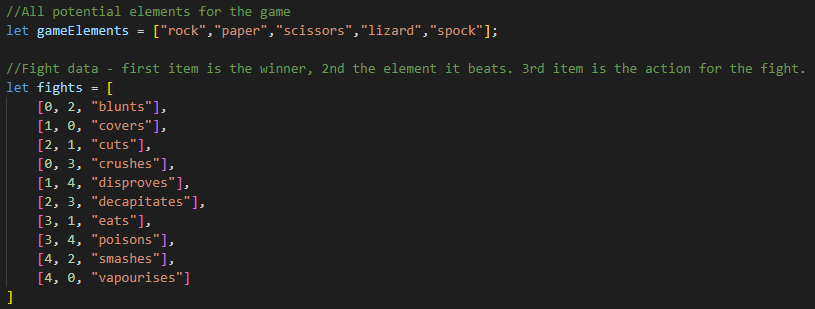 //All potential elements for the game
let gameElements = ["rock","paper","scissors","lizard","spock"];
//Fight data - first item is the winner, 2nd the element it beats. 3rd item is the action for the fight.
let fights = [
[0, 2, "blunts"],
[1, 0, "covers"],
[2, 1, "cuts"],
[0, 3, "crushes"],
[1, 4, "disproves"],
[2, 3, "decapitates"],
[3, 1, "eats"],
[3, 4, "poisons"],
[4, 2, "smashes"],
[4, 0, "vapourises"]
]